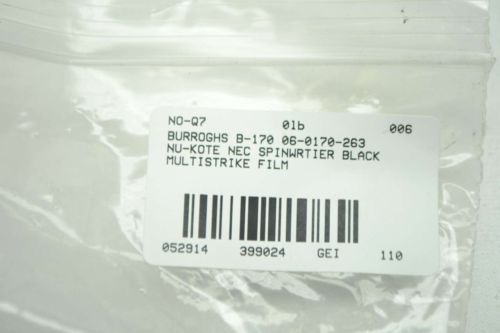 NO-Q7 01b 006
BURROGHS B-170 06-0170-263
NU-KOTE NEC SPINWRTIER BLACK
MULTISTRIKE FILM
052914 399024 GEI 110